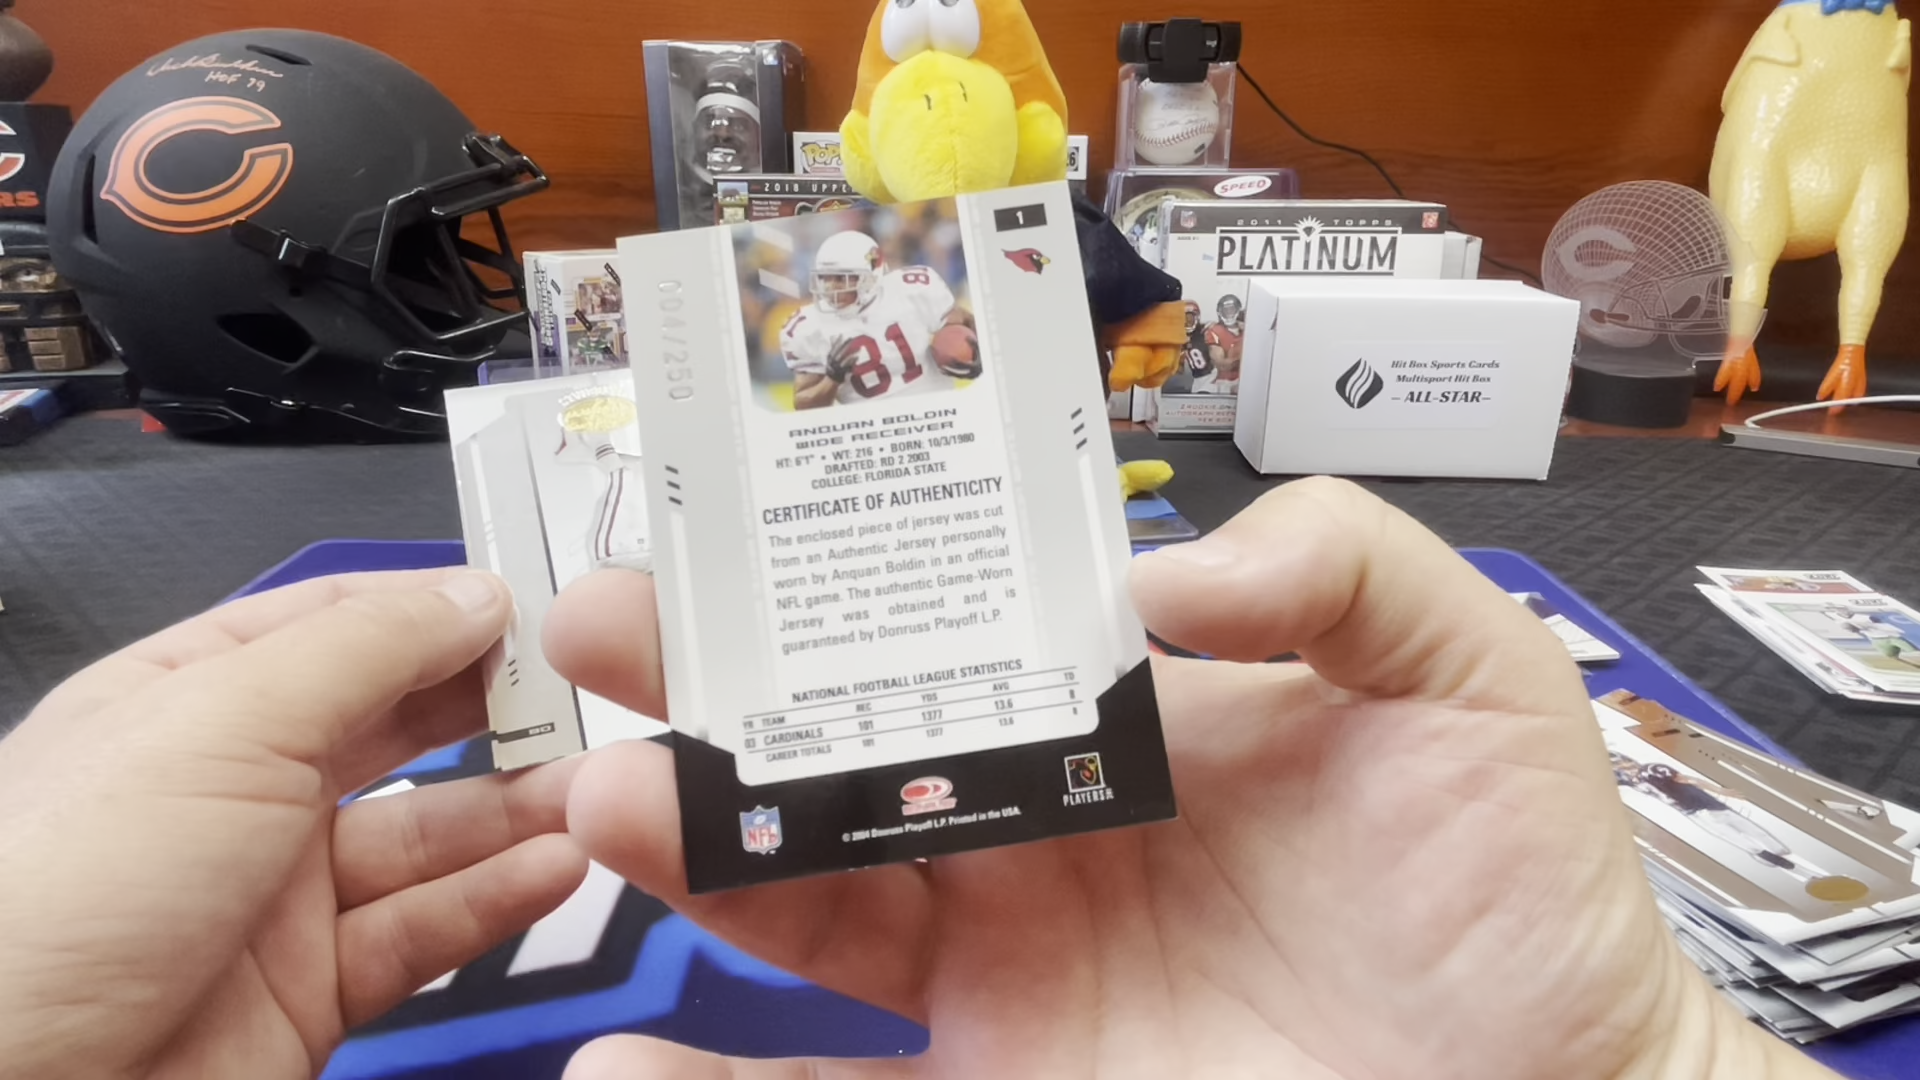 HOF 79
POP!
2018 UPPE
SPEED
2011 TOPPS
PLATINUM
Hit Box Sports Cards
Multisport Hit Box
– ALL-STAR–
1
004/250
81
ANQUAN BOLDIN
WIDE RECEIVER
HT: 6'1" • WT: 216 • BORN: 10/3/1980
DRAFTED: RD 2 2003
COLLEGE: FLORIDA STATE
CERTIFICATE OF AUTHENTICITY
The enclosed piece of jersey was cut
from an Authentic Jersey personally
worn by Anquan Boldin in an official
NFL game. The authentic Game-Worn
Jersey was obtained and is
guaranteed by Donruss Playoff L.P.
NATIONAL FOOTBALL LEAGUE STATISTICS
YR TEAM REC YDS AVG TD
03 CARDINALS 101 1377 13.6 8
CAREER TOTALS 101 1377 13.6 8
NFL
PLAYERS INC
© 2004 Donruss Playoff L.P. Printed in the USA.